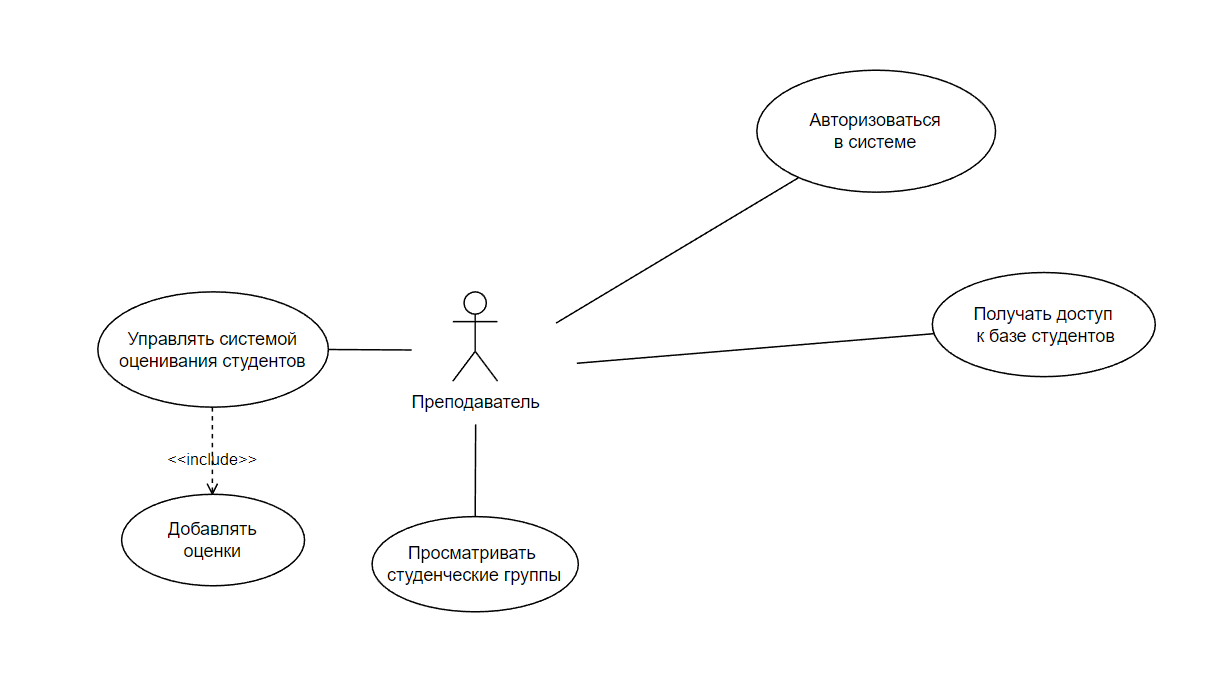 Авторизоваться
в системе
Получать доступ
к базе студентов
Управлять системой
оценивания студентов
Преподаватель
<<include>>
Добавлять
оценки
Просматривать
студенческие группы